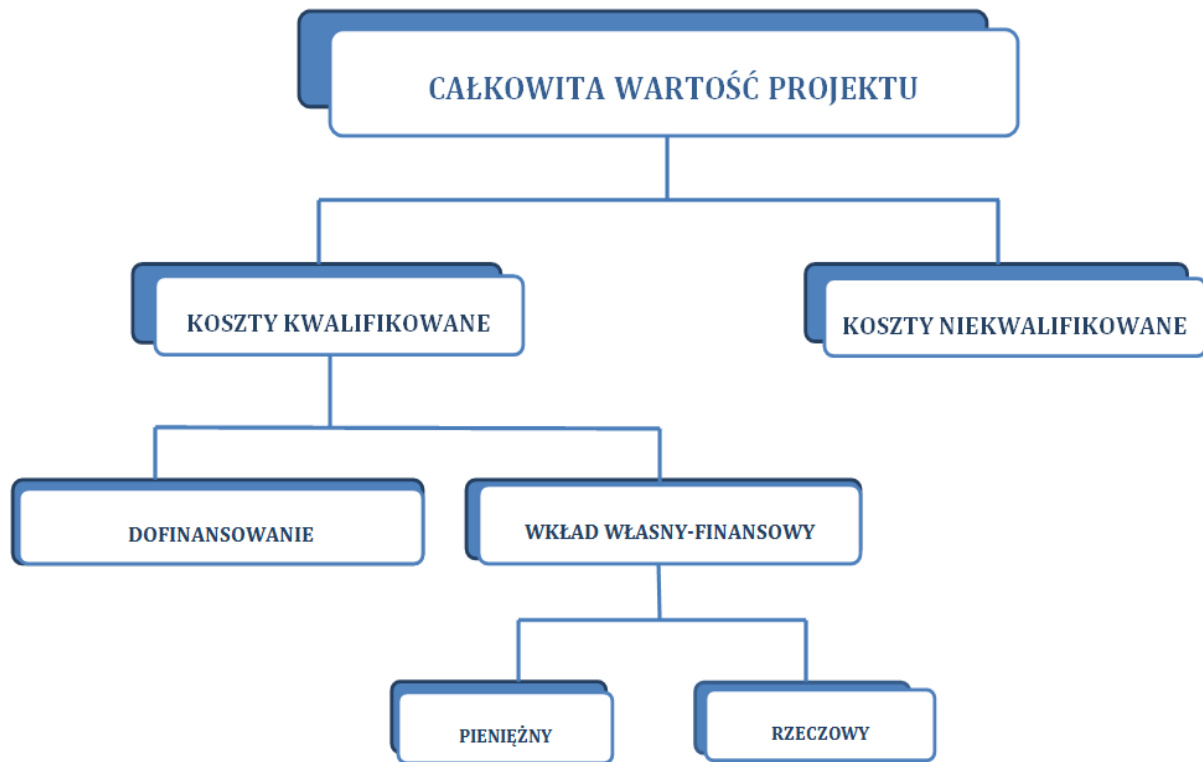 CAŁKOWITA WARTOŚĆ PROJEKTU
KOSZTY KWALIFIKOWANE
KOSZTY NIEKWALIFIKOWANE
DOFINANSOWANIE
WKŁAD WŁASNY-FINANSOWY
PIENIĘŻNY
RZECZOWY